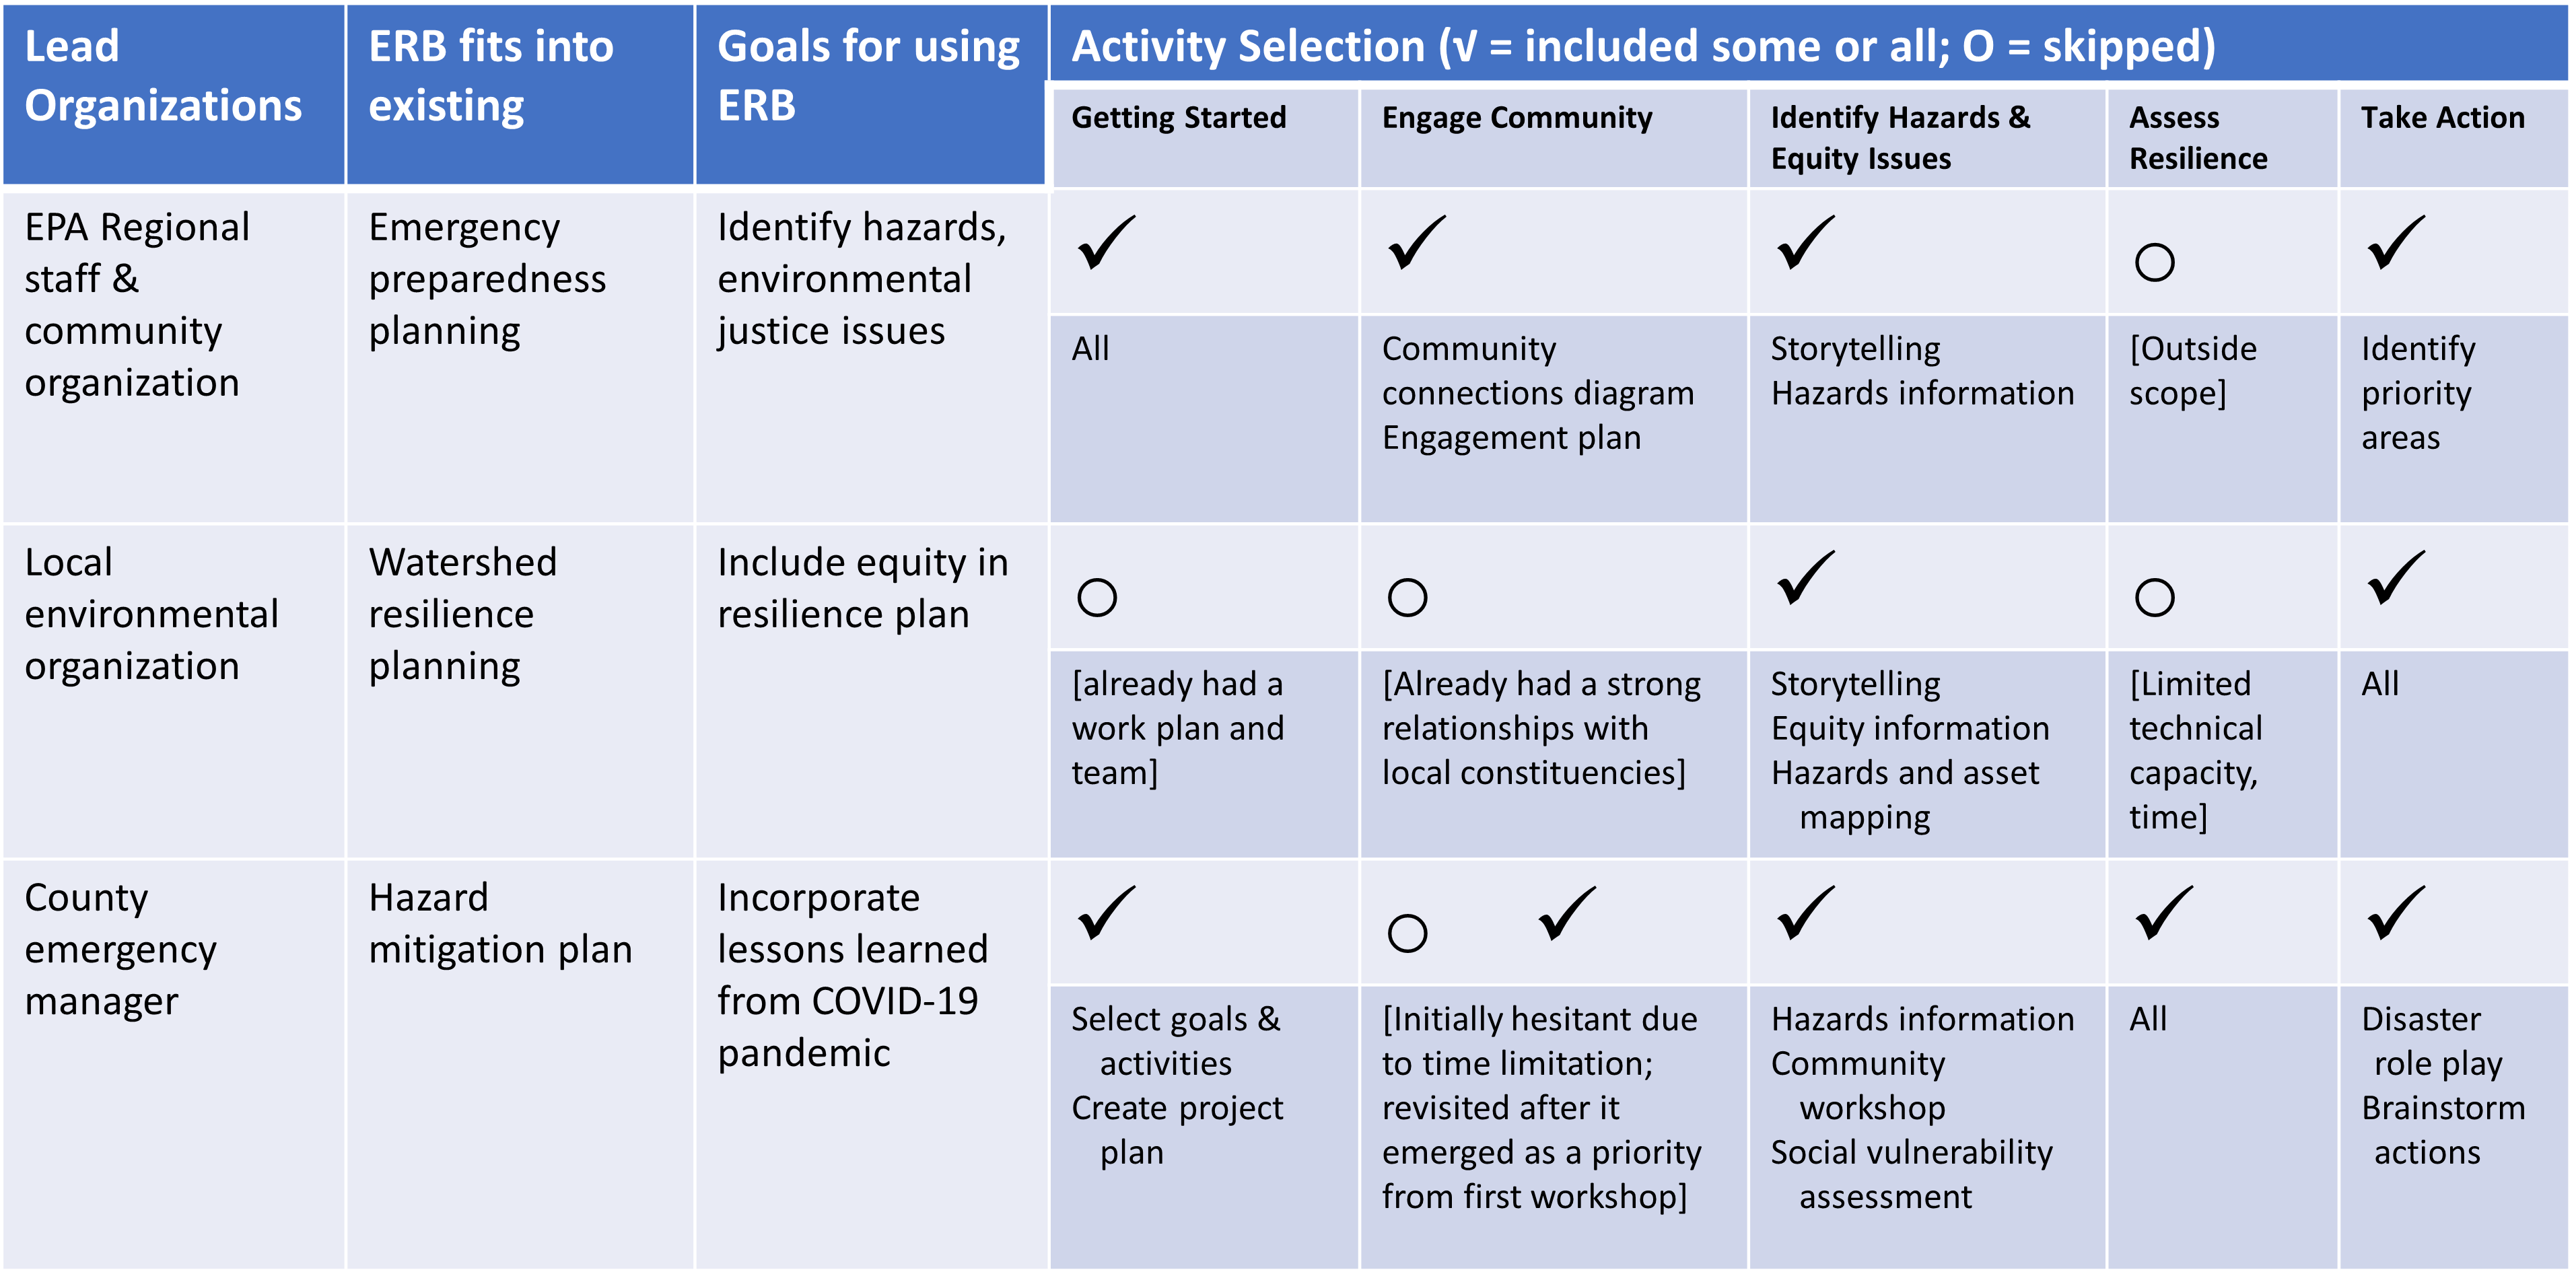 Lead
Organizations
ERB fits into
existing
Goals for using
ERB
Activity Selection (√ = included some or all; O = skipped)
Getting Started
Engage Community
Identify Hazards &
Equity Issues
Assess
Resilience
Take Action
EPA Regional
staff &
community
organization
Emergency
preparedness
planning
Identify hazards,
environmental
justice issues
✓
✓
✓
○
✓
All
Community
connections diagram
Engagement plan
Storytelling
Hazards information
[Outside
scope]
Identify
priority
areas
Local
environmental
organization
Watershed
resilience
planning
Include equity in
resilience plan
○
○
✓
○
✓
[already had a
work plan and
team]
[Already had a strong
relationships with
local constituencies]
Storytelling
Equity information
Hazards and asset
mapping
[Limited
technical
capacity,
time]
All
County
emergency
manager
Hazard
mitigation plan
Incorporate
lessons learned
from COVID-19
pandemic
✓
○ ✓
✓
✓
✓
Select goals &
activities
Create project
plan
[Initially hesitant due
to time limitation;
revisited after it
emerged as a priority
from first workshop]
Hazards information
Community
workshop
Social vulnerability
assessment
All
Disaster
role play
Brainstorm
actions